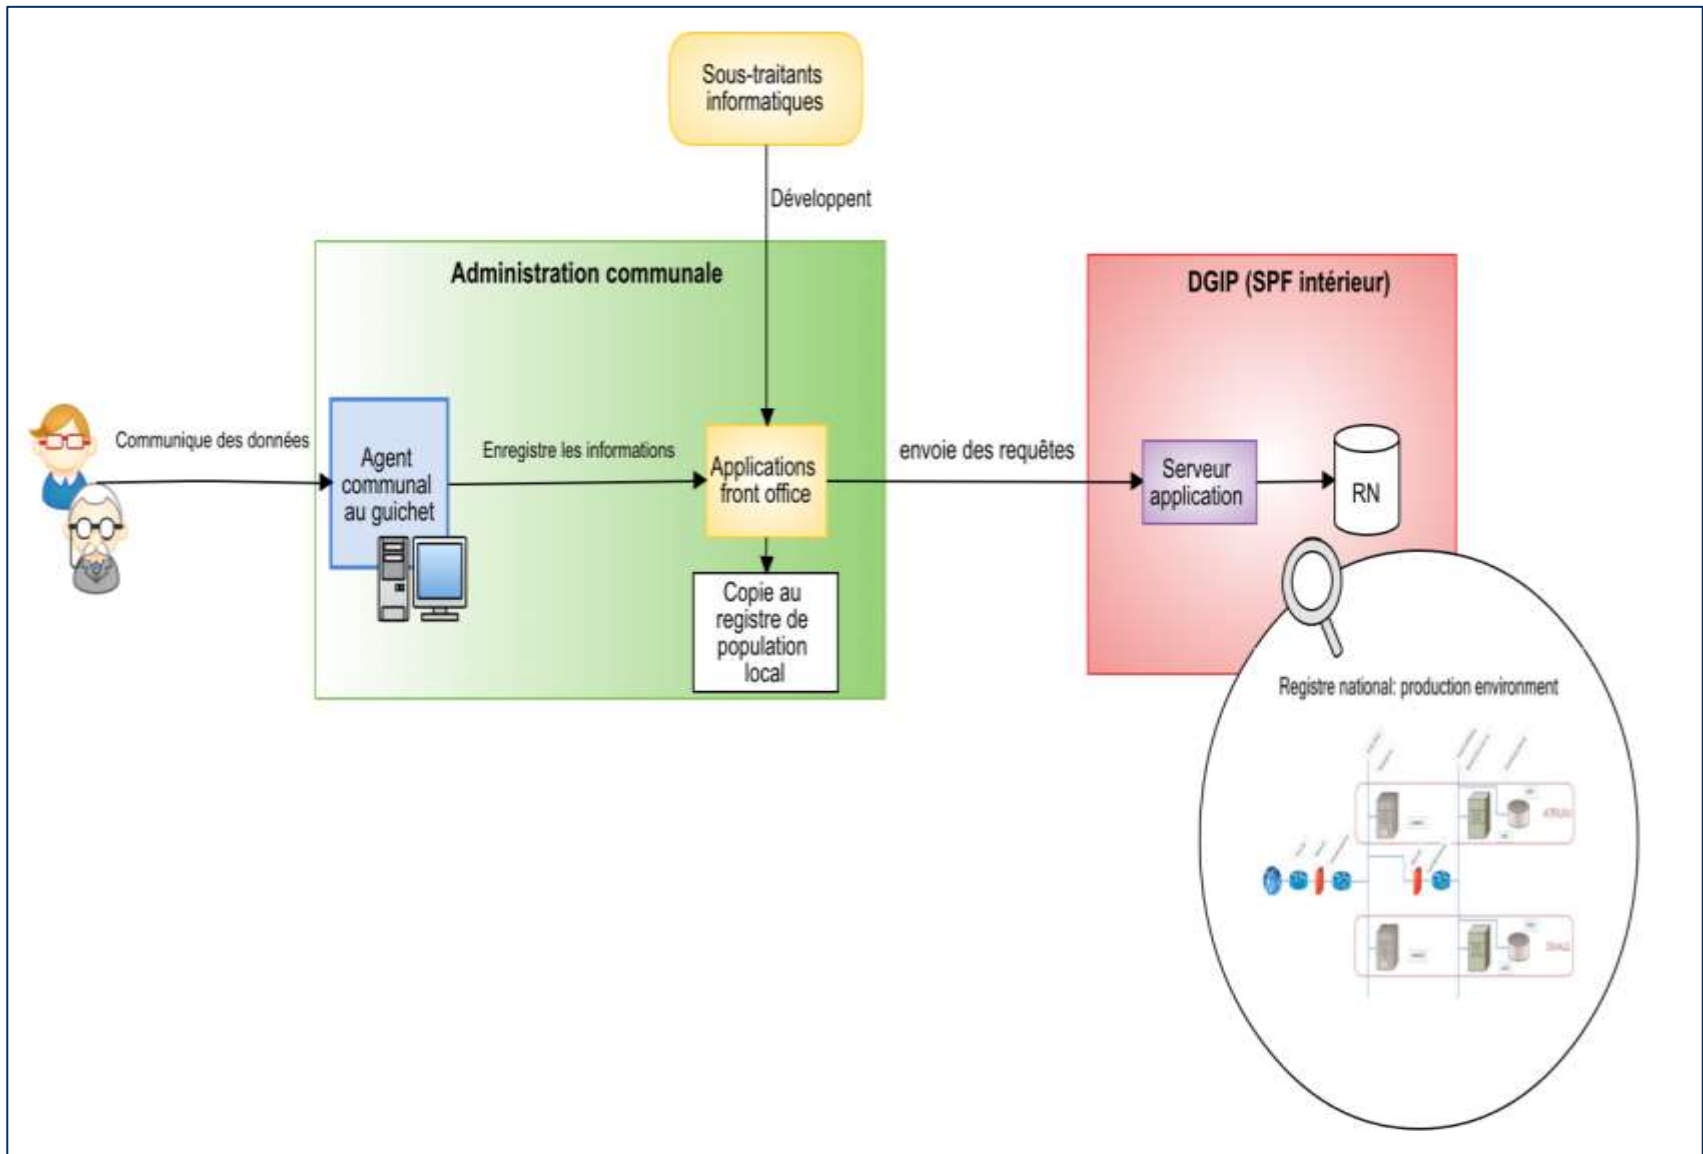 Sous-traitants
informatiques
Développent
Administration communale
DGIP (SPF intérieur)
Communique des données
Agent
communal
au guichet
Enregistre les informations
Applications
front office
envoie des requêtes
Serveur
application
RN
Copie au
registre de
population
local
Registre national: production environment